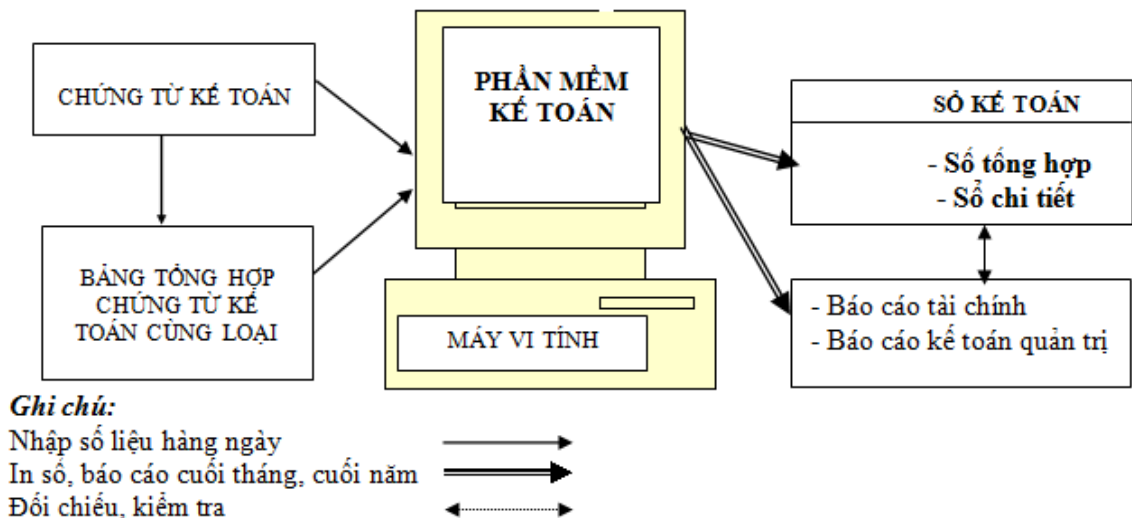 CHỨNG TỪ KẾ TOÁN
BẢNG TỔNG HỢP
CHỨNG TỪ KẾ
TOÁN CÙNG LOẠI
PHẦN MỀM
KẾ TOÁN
MÁY VI TÍNH
SỔ KẾ TOÁN
- Số tổng hợp
- Sổ chi tiết
- Báo cáo tài chính
- Báo cáo kế toán quản trị
Ghi chú:
Nhập số liệu hàng ngày
In sổ, báo cáo cuối tháng, cuối năm
Đối chiếu, kiểm tra